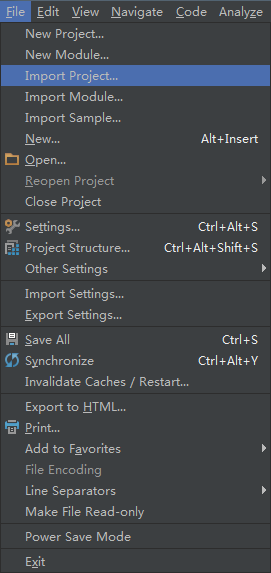 File Edit View Navigate Code Analyze
New Project...
New Module...
Import Project...
Import Module...
Import Sample...
New... Alt+Insert
Open...
Reopen Project
Close Project
Settings... Ctrl+Alt+S
Project Structure... Ctrl+Alt+Shift+S
Other Settings
Import Settings...
Export Settings...
Save All Ctrl+S
Synchronize Ctrl+Alt+Y
Invalidate Caches / Restart...
Export to HTML...
Print...
Add to Favorites
File Encoding
Line Separators
Make File Read-only
Power Save Mode
Exit